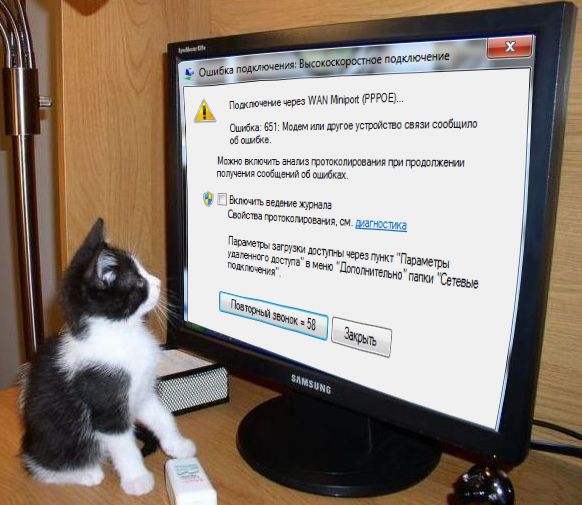 SyncMaster
Ошибка подключения: Высокоскоростное подключение
Подключение через WAN Miniport (PPPOE)...
Ошибка: 651: Модем или другое устройство связи сообщило
об ошибке.
Можно включить анализ протоколирования при продолжении
получения сообщений об ошибках.
Включить ведение журнала
Свойства протоколирования, см. диагностика
Параметры загрузки доступны через пункт "Параметры
удаленного доступа" в меню "Дополнительно" папки "Сетевые
подключения".
Повторный звонок = 58
Закрыть
SAMSUNG